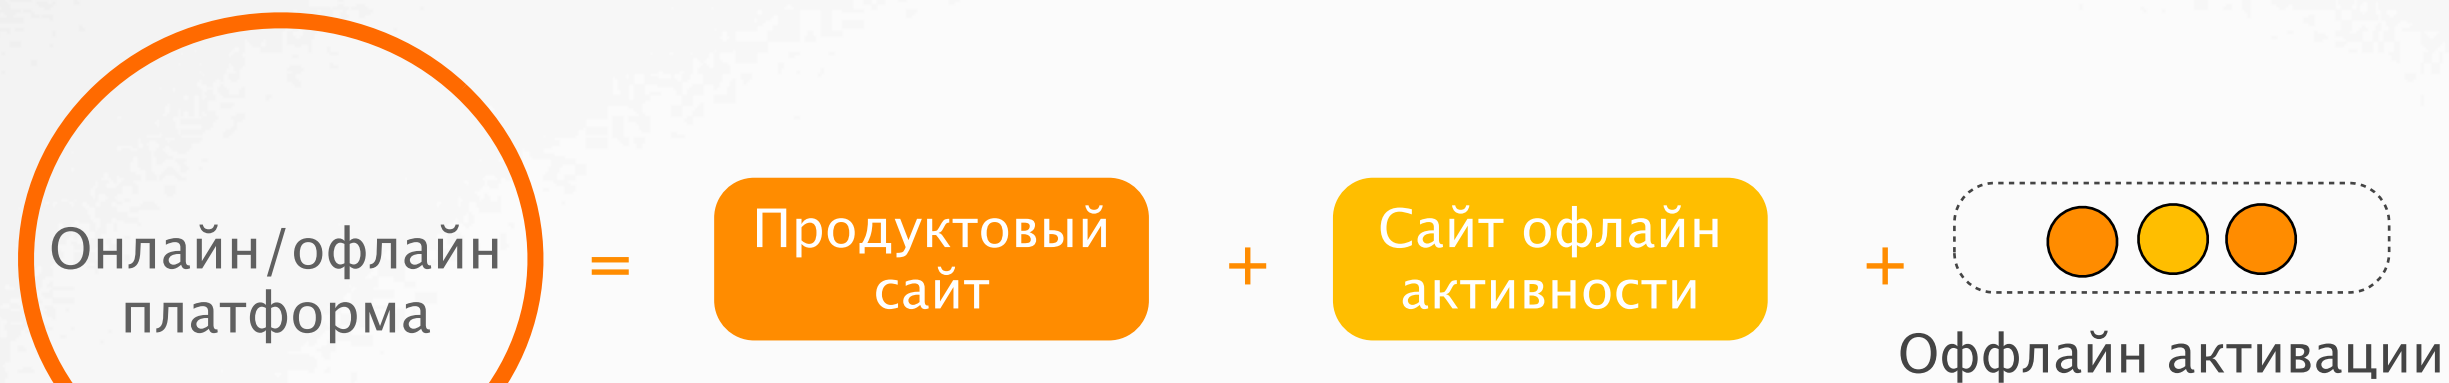 Онлайн/офлайн
платформа
=
Продуктовый
сайт
+
Сайт офлайн
активности
+
Оффлайн активации